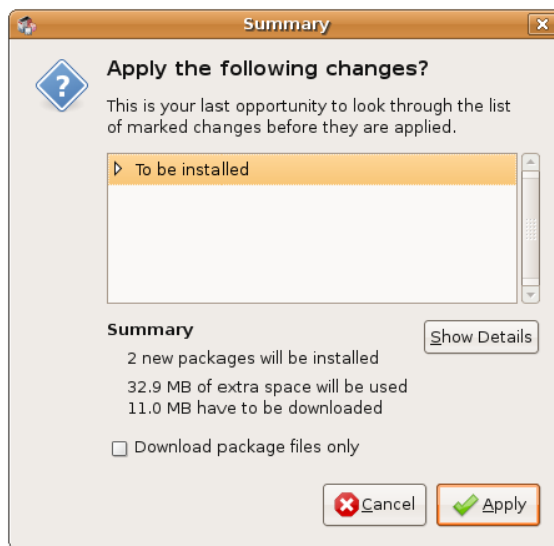 Summary
Apply the following changes?
This is your last opportunity to look through the list
of marked changes before they are applied.
To be installed
Summary
Show Details
2 new packages will be installed
32.9 MB of extra space will be used
11.0 MB have to be downloaded
Download package files only
Cancel
Apply